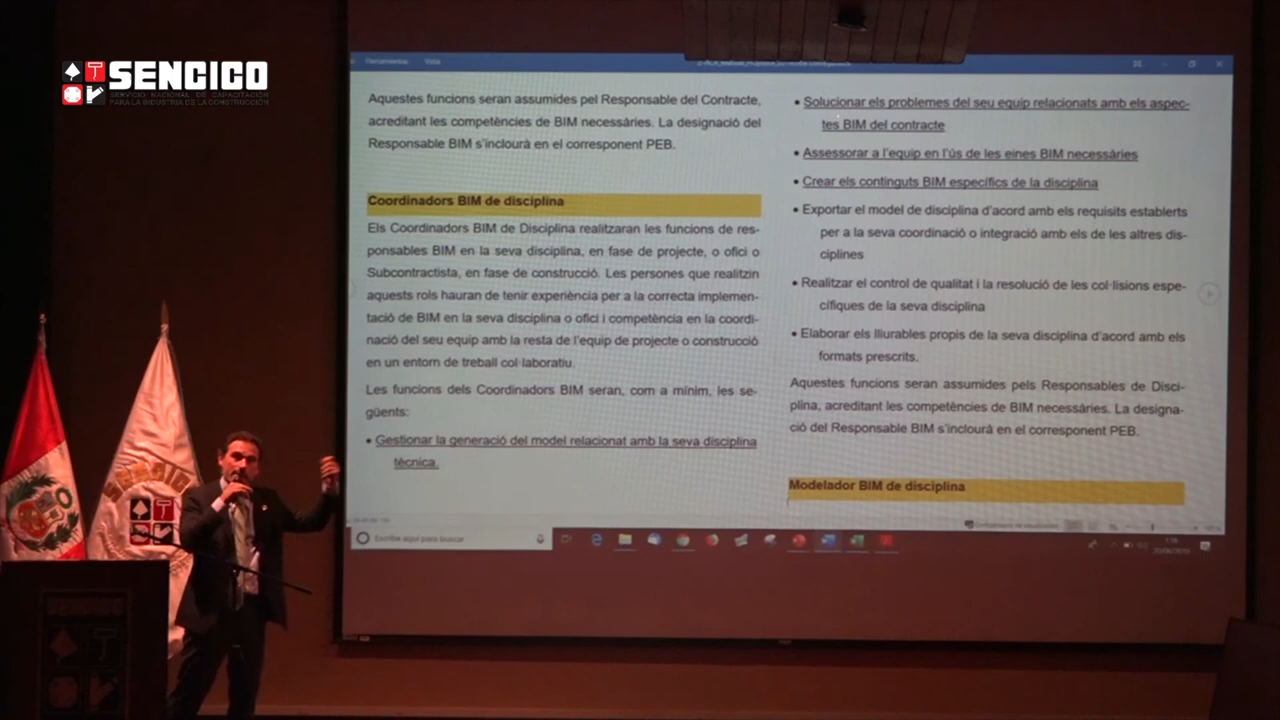 SENCICO
SERVICIO NACIONAL DE CAPACITACIÓN
PARA LA INDUSTRIA DE LA CONSTRUCCIÓN
Herramientas Vista
Aquestes funcions seran assumides pel Responsable del Contracte,
acreditant les competències de BIM necessàries. La designació del
Responsable BIM s'inclourà en el corresponent PEB.
Coordinadors BIM de disciplina
Els Coordinadors BIM de Disciplina realitzaran les funcions de res-
ponsables BIM en la seva disciplina, en fase de projecte, o ofici o
Subcontractista, en fase de construcció. Les persones que realitzin
aquests rols hauran de tenir experiència per a la correcta implemen-
tació de BIM en la seva disciplina o ofici i competència en la coordi-
nació del seu equip amb la resta de l'equip de projecte o construcció
en un entorn de treball col·laboratiu.
Les funcions dels Coordinadors BIM seran, com a mínim, les se-
güents:
• Gestionar la generació del model relacionat amb la seva disciplina
tècnica.
• Solucionar els problemes del seu equip relacionats amb els aspec-
tes BIM del contracte
• Assessorar a l'equip en l'ús de les eines BIM necessàries
• Crear els continguts BIM específics de la disciplina
• Exportar el model de disciplina d'acord amb els requisits establerts
per a la seva coordinació o integració amb els de les altres dis-
ciplines
• Realitzar el control de qualitat i la resolució de les col·lisions espe-
cífiques de la seva disciplina
• Elaborar els lliurables propis de la seva disciplina d'acord amb els
formats prescrits.
Aquestes funcions seran assumides pels Responsables de Disci-
plina, acreditant les competències de BIM necessàries. La designa-
ció del Responsable BIM s'inclourà en el corresponent PEB.
Modelador BIM de disciplina
Escribe aquí para buscar